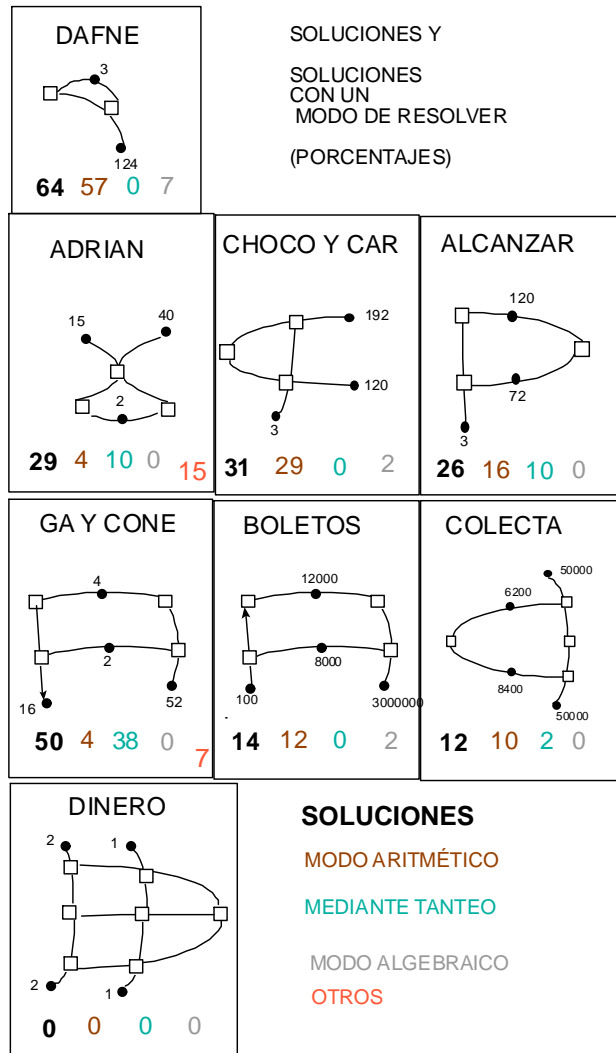 DAFNE
3
124
64 57 0 7
SOLUCIONES Y
SOLUCIONES
CON UN
MODO DE RESOLVER
(PORCENTAJES)
ADRIAN
15 40
2
29 4 10 0 15
CHOCO Y CAR
192
120
3
31 29 0 2
ALCANZAR
120
72
3
26 16 10 0
GA Y CONE
4
2
16 52
50 4 38 0 7
BOLETOS
12000
8000
100 3000000
14 12 0 2
COLECTA
50000
6200
8400
50000
12 10 2 0
DINERO
2 1
2 1
0 0 0 0
SOLUCIONES
MODO ARITMÉTICO
MEDIANTE TANTEO
MODO ALGEBRAICO
OTROS